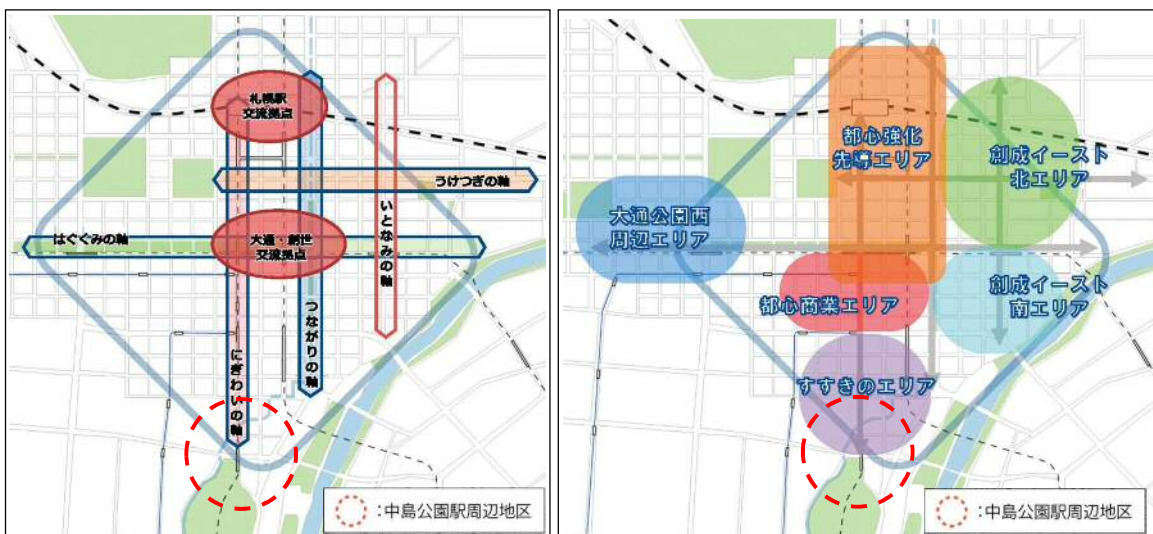 札幌駅
交流拠点
うけつぎの軸
はぐくみの軸
大通・創世
交流拠点
いとなみの軸
つながりの軸
にぎわいの軸
:中島公園駅周辺地区
都心強化
先導エリア
創成イースト
北エリア
大通公園西
周辺エリア
都心商業エリア
創成イースト
南エリア
すすきのエリア
:中島公園駅周辺地区